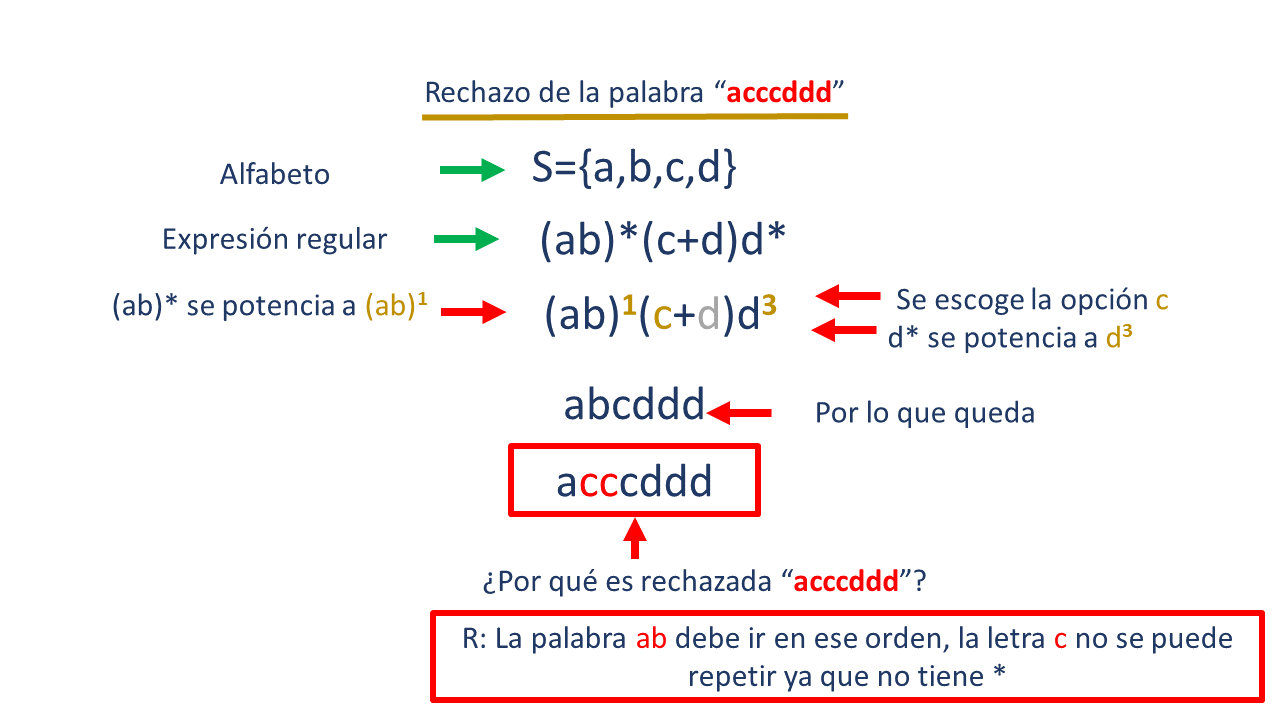 Rechazo de la palabra “acccddd”
Alfabeto
S={a,b,c,d}
Expresión regular
(ab)*(c+d)d*
(ab)* se potencia a (ab)¹
(ab)¹(c+d)d³
Se escoge la opción c
d* se potencia a d³
abcddd
Por lo que queda
acccddd
¿Por qué es rechazada “acccddd”?
R: La palabra ab debe ir en ese orden, la letra c no se puede
repetir ya que no tiene *